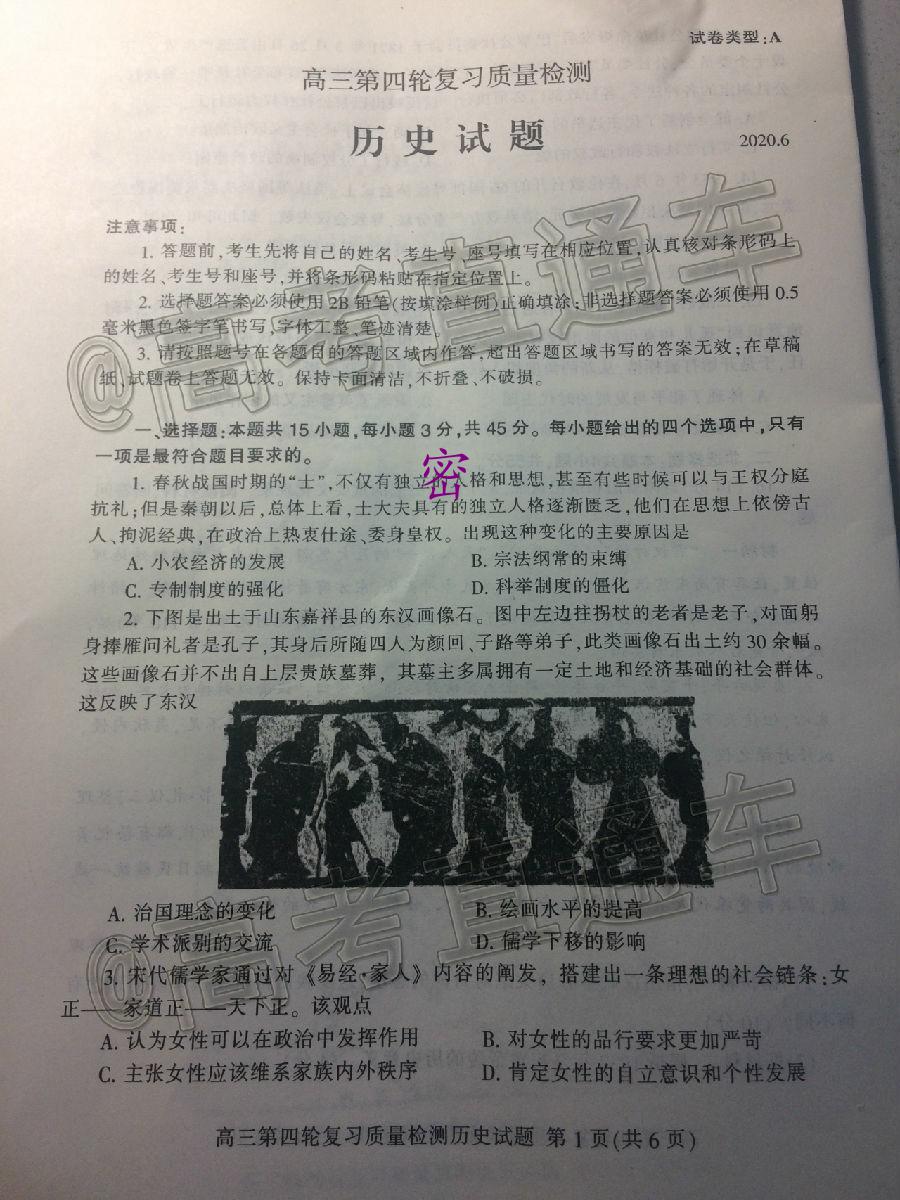 试卷类型:A
高三第四轮复习质量检测
历史试题
2020.6
注意事项:
1. 答题前,考生先将自己的姓名、考生号、座号填写在相应位置,认真核对条形码上
的姓名、考生号和座号,并将条形码粘贴在指定位置上。
2. 选择题答案必须使用2B铅笔(按填涂样例)正确填涂;非选择题答案必须使用0.5
毫米黑色签字笔书写,字体工整、笔迹清楚。
3. 请按照题号在各题目的答题区域内作答,超出答题区域书写的答案无效;在草稿
纸、试题卷上答题无效。保持卡面清洁,不折叠、不破损。
一、选择题:本题共15小题,每小题3分,共45分。每小题给出的四个选项中,只有
一项是最符合题目要求的。
密
1. 春秋战国时期的“士”,不仅有独立的人格和思想,甚至有些时候可以与王权分庭
抗礼;但是秦朝以后,总体上看,士大夫具有的独立人格逐渐匮乏,他们在思想上依傍古
人、拘泥经典,在政治上热衷仕途、委身皇权。出现这种变化的主要原因是
A. 小农经济的发展 B. 宗法纲常的束缚
C. 专制制度的强化 D. 科举制度的僵化
2. 下图是出土于山东嘉祥县的东汉画像石。图中左边拄拐杖的老者是老子,对面躬
身捧雁问礼者是孔子,其身后所随四人为颜回、子路等弟子,此类画像石出土约30余幅。
这些画像石并不出自上层贵族墓葬,其墓主多属拥有一定土地和经济基础的社会群体。
这反映了东汉
A. 治国理念的变化 B. 绘画水平的提高
C. 学术派别的交流 D. 儒学下移的影响
3. 宋代儒学家通过对《易经·家人》内容的阐发,搭建出一条理想的社会链条:女
正——家道正——天下正。该观点
A. 认为女性可以在政治中发挥作用 B. 对女性的品行要求更加严苛
C. 主张女性应该维系家族内外秩序 D. 肯定女性的自立意识和个性发展
高三第四轮复习质量检测历史试题 第1页(共6页)
@高考直通车
@高考直通车